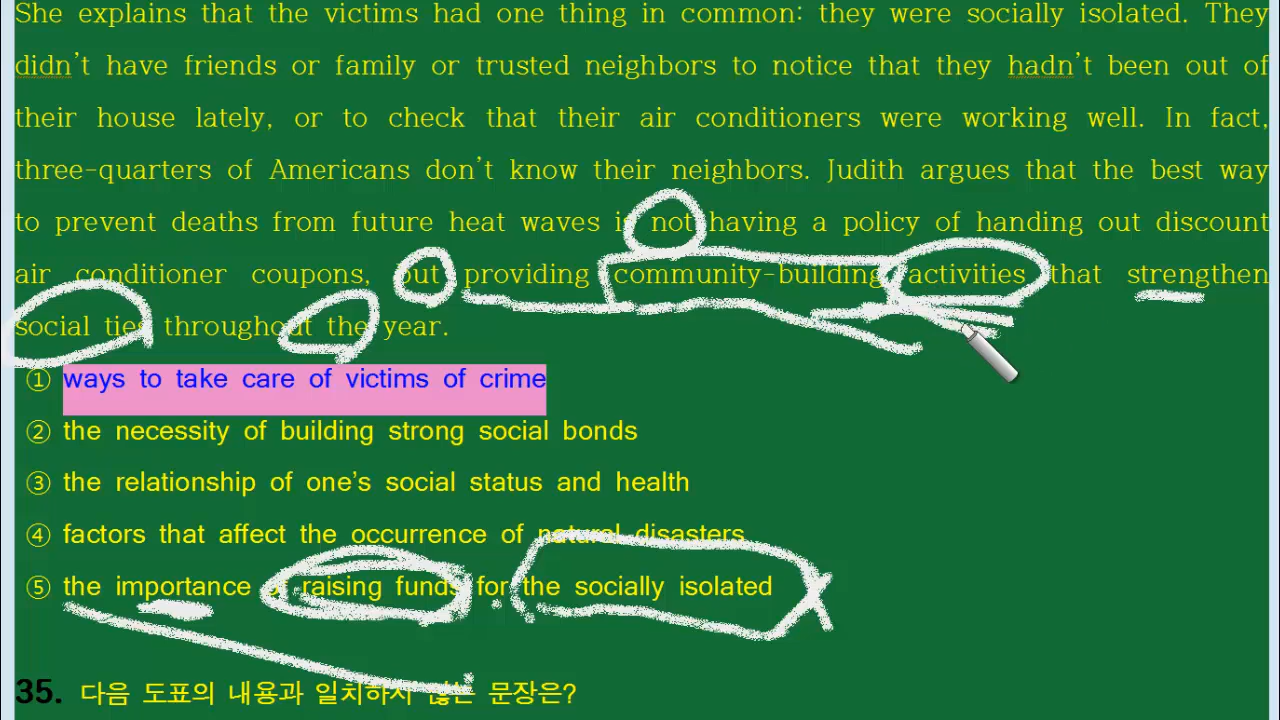 She explains that the victims had one thing in common: they were socially isolated. They
didn't have friends or family or trusted neighbors to notice that they hadn't been out of
their house lately, or to check that their air conditioners were working well. In fact,
three-quarters of Americans don't know their neighbors. Judith argues that the best way
to prevent deaths from future heat waves is not having a policy of handing out discount
air conditioner coupons, but providing community-building activities that strengthen
social ties throughout the year.
① ways to take care of victims of crime
② the necessity of building strong social bonds
③ the relationship of one's social status and health
④ factors that affect the occurrence of natural disasters
⑤ the importance of raising funds for the socially isolated
35. 다음 도표의 내용과 일치하지 않는 문장은?